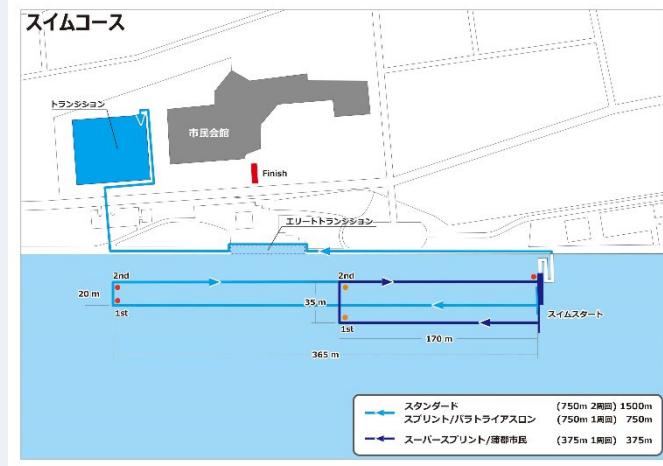 スイムコース
トランジション
市民会館
Finish
エリートトランジション
2nd
2nd
20 m
35 m
1st
1st
スイムスタート
170 m
365 m
スタンダード (750m 2周回) 1500m
スプリント/パラトライアスロン (750m 1周回) 750m
スーパースプリント/蒲郡市民 (375m 1周回) 375m